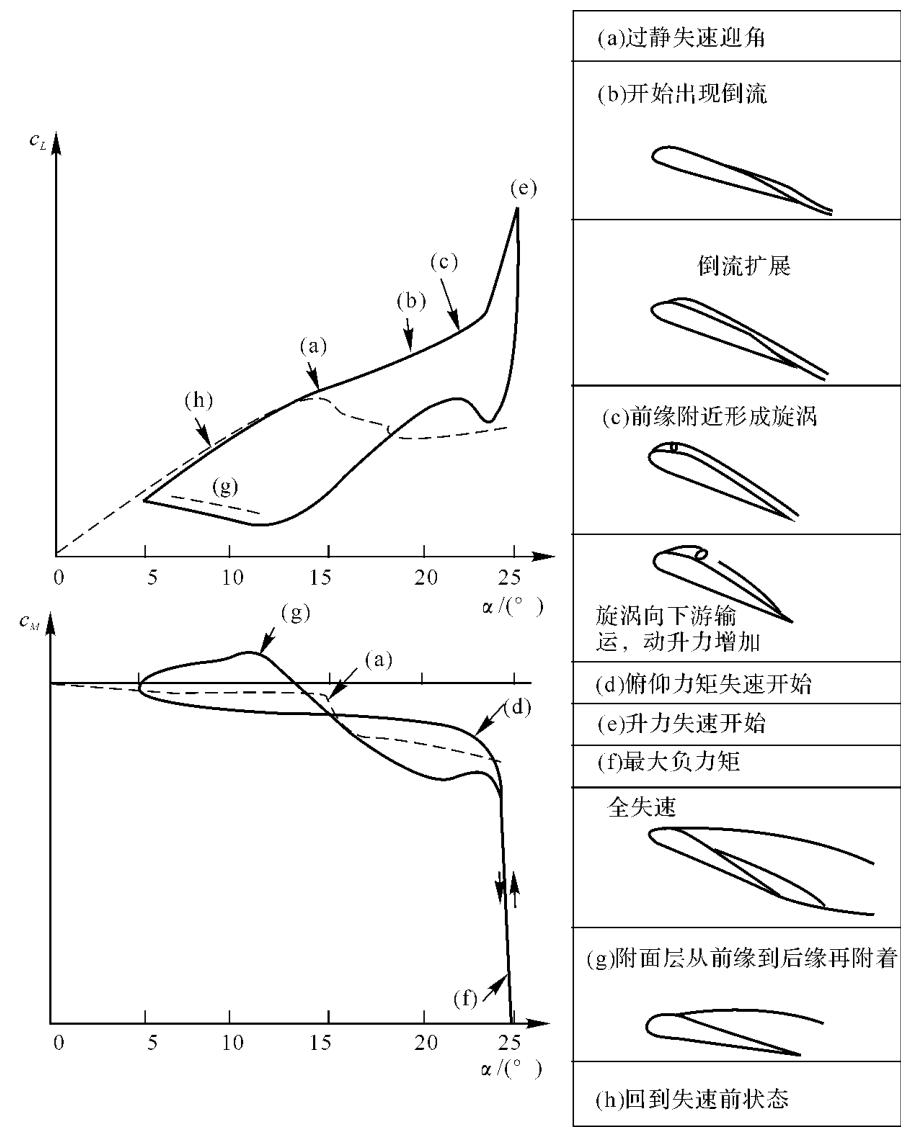 c_L
(e)
(c)
(b)
(a)
(h)
(g)
0 5 10 15 20 25
α/(° )
c_M
(g)
(a)
(d)
(f)
0 5 10 15 20 25
α/(° )
(a)过静失速迎角
(b)开始出现倒流
倒流扩展
(c)前缘附近形成旋涡
旋涡向下游输
运，动升力增加
(d)俯仰力矩失速开始
(e)升力失速开始
(f)最大负力矩
全失速
(g)附面层从前缘到后缘再附着
(h)回到失速前状态